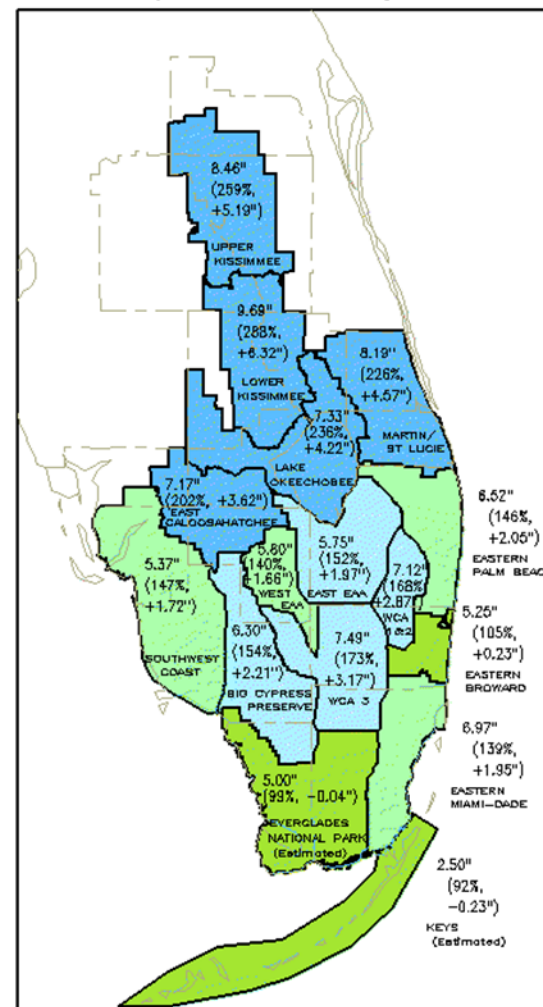 8.46"
(259%,
+5.19")
UPPER
KISSIMMEE
9.69"
(288%,
+6.32")
LOWER
KISSIMMEE
8.19"
(226%,
+4.57")
MARTIN/
ST LUCIE
7.33"
(236%,
+4.22")
LAKE
OKEECHOBEE
7.17"
(202%, +3.62")
EAST
CALOOSAHATCHEE
6.52"
(146%,
+2.05")
EASTERN
PALM BEAC
5.37"
(147%,
+1.72")
SOUTHWEST
COAST
5.80"
140%
+1.66"
WEST
EAA
5.75"
(152%,
+1.97")
EAST EAA
7.12"
(168%
+2.87
WCA
1&2
5.25"
(105%,
+0.23")
EASTERN
BROWARD
6.30"
(154%,
+2.21")
BIG CYPRESS
PRESERVE
7.49"
(173%,
+3.17")
WCA 3
6.97"
(139%,
+1.95")
EASTERN
MIAMI-DADE
5.00"
(99%, -0.04")
EVERGLADES
NATIONAL PARK
(Estimated)
2.50"
(92%,
-0.23")
KEYS
(Estimated)